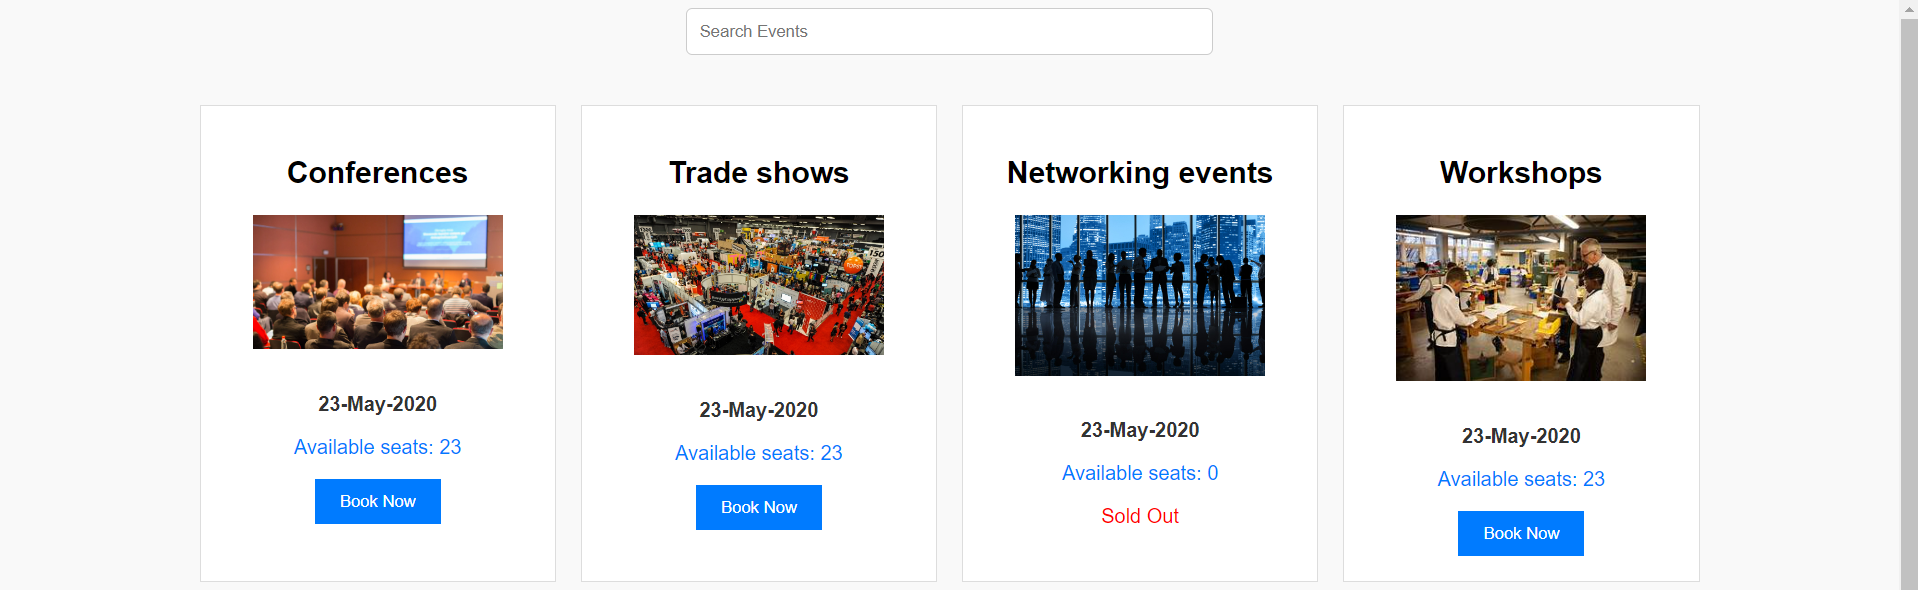 Search Events
Conferences
23-May-2020
Available seats: 23
Book Now
Trade shows
150
23-May-2020
Available seats: 23
Book Now
Networking events
23-May-2020
Available seats: 0
Sold Out
Workshops
23-May-2020
Available seats: 23
Book Now